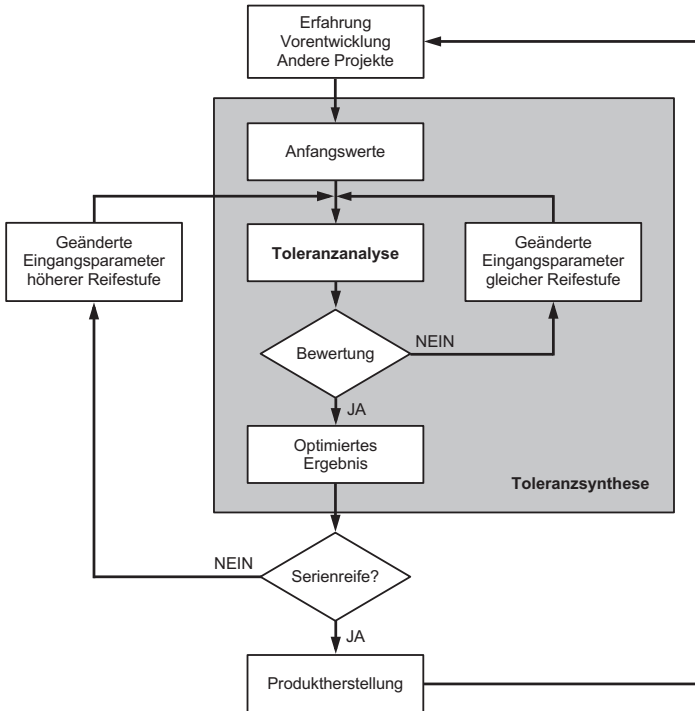 Erfahrung
Vorentwicklung
Andere Projekte
Anfangswerte
Geänderte
Eingangsparameter
höherer Reifestufe
Toleranzanalyse
Geänderte
Eingangsparameter
gleicher Reifestufe
Bewertung
NEIN
JA
Optimiertes
Ergebnis
Toleranzsynthese
NEIN
Serienreife?
JA
Produktherstellung